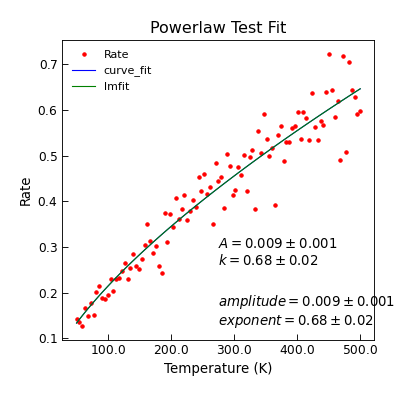 Powerlaw Test Fit
Rate
curve_fit
lmfit
0.7
0.6
0.5
0.4
0.3
0.2
0.1
Rate
A = 0.009 ± 0.001
k = 0.68 ± 0.02
amplitude = 0.009 ± 0.001
exponent = 0.68 ± 0.02
100.0 200.0 300.0 400.0 500.0
Temperature (K)